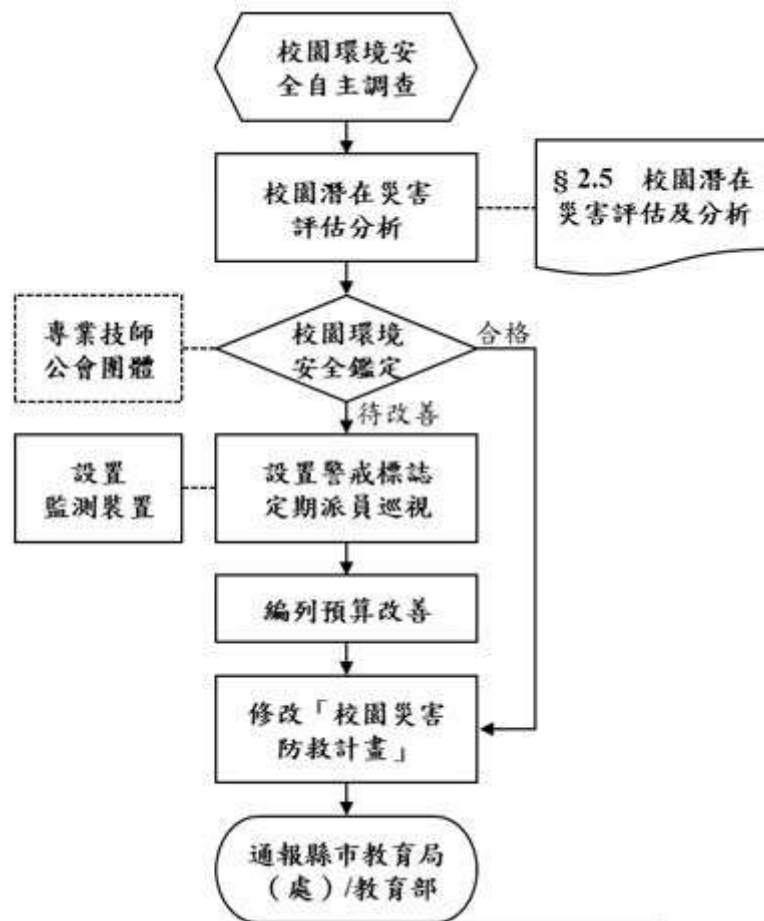 校園環境安
全自主調查
校園潛在災害
評估分析
§ 2.5 校園潛在
災害評估及分析
專業技師
公會團體
校園環境
安全鑑定
合格
待改善
設置
監測裝置
設置警戒標誌
定期派員巡視
編列預算改善
修改「校園災害
防救計畫」
通報縣市教育局
（處）/教育部